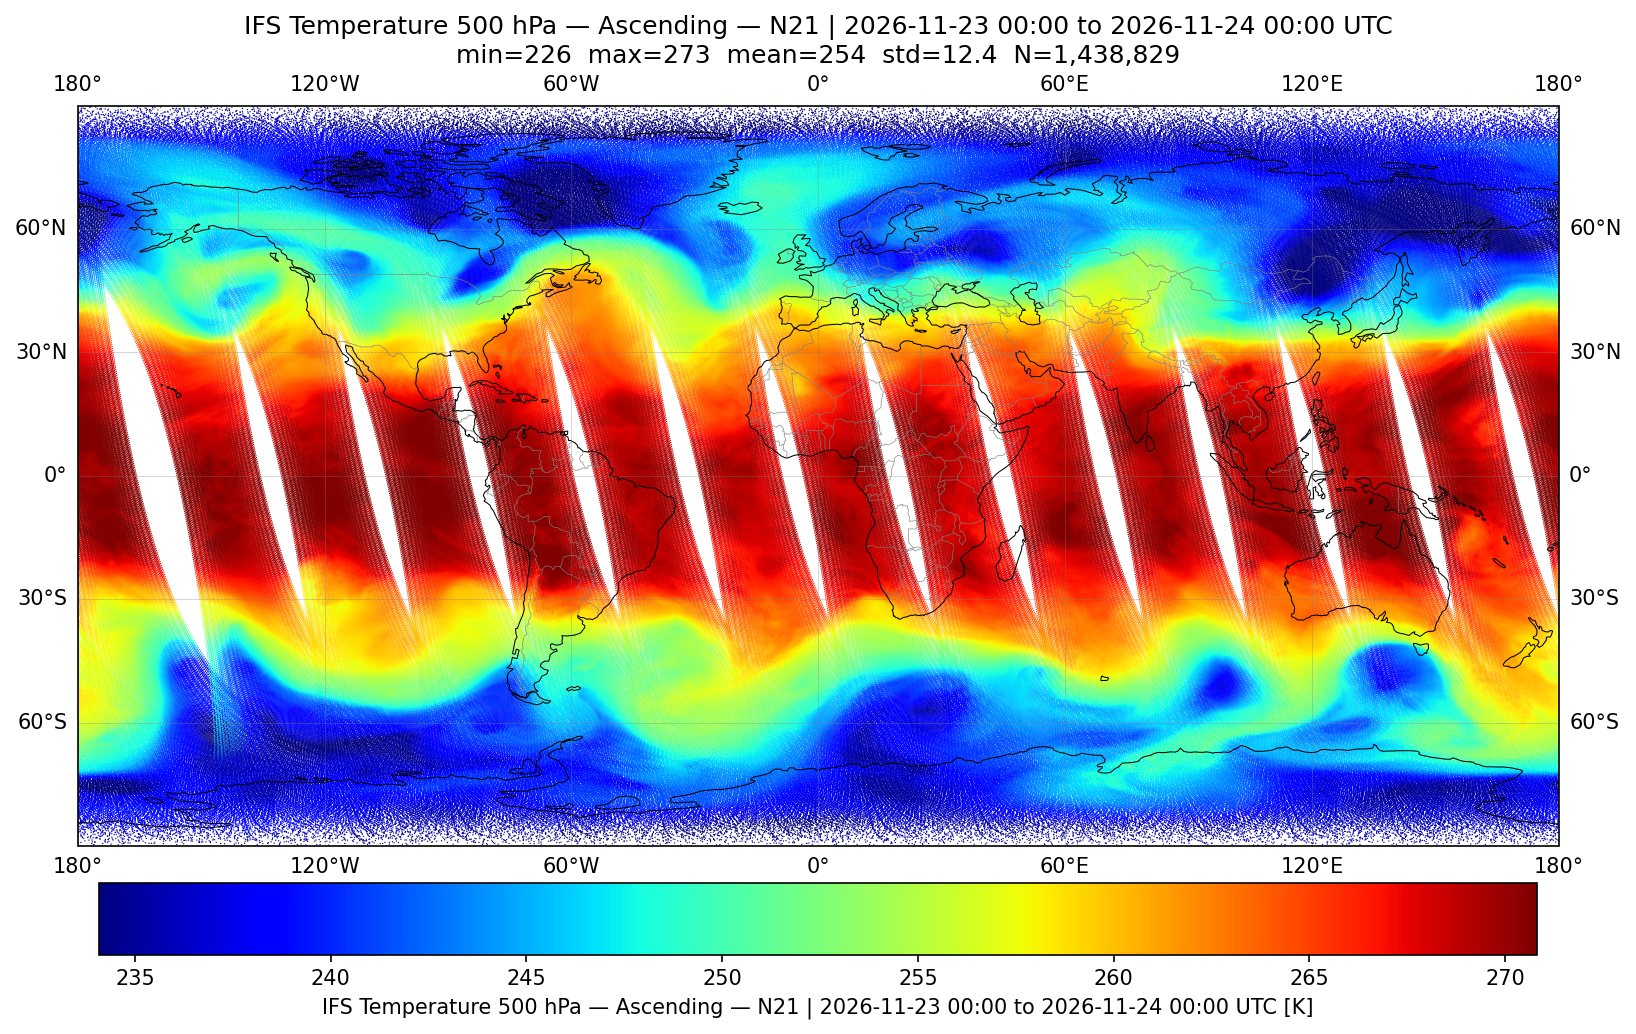 IFS Temperature 500 hPa — Ascending — N21 | 2026-11-23 00:00 to 2026-11-24 00:00 UTC
min=226  max=273  mean=254  std=12.4  N=1,438,829
180° 120°W 60°W 0° 60°E 120°E 180°
60°N 60°N
30°N 30°N
0° 0°
30°S 30°S
60°S 60°S
180° 120°W 60°W 0° 60°E 120°E 180°
235 240 245 250 255 260 265 270
IFS Temperature 500 hPa — Ascending — N21 | 2026-11-23 00:00 to 2026-11-24 00:00 UTC [K]